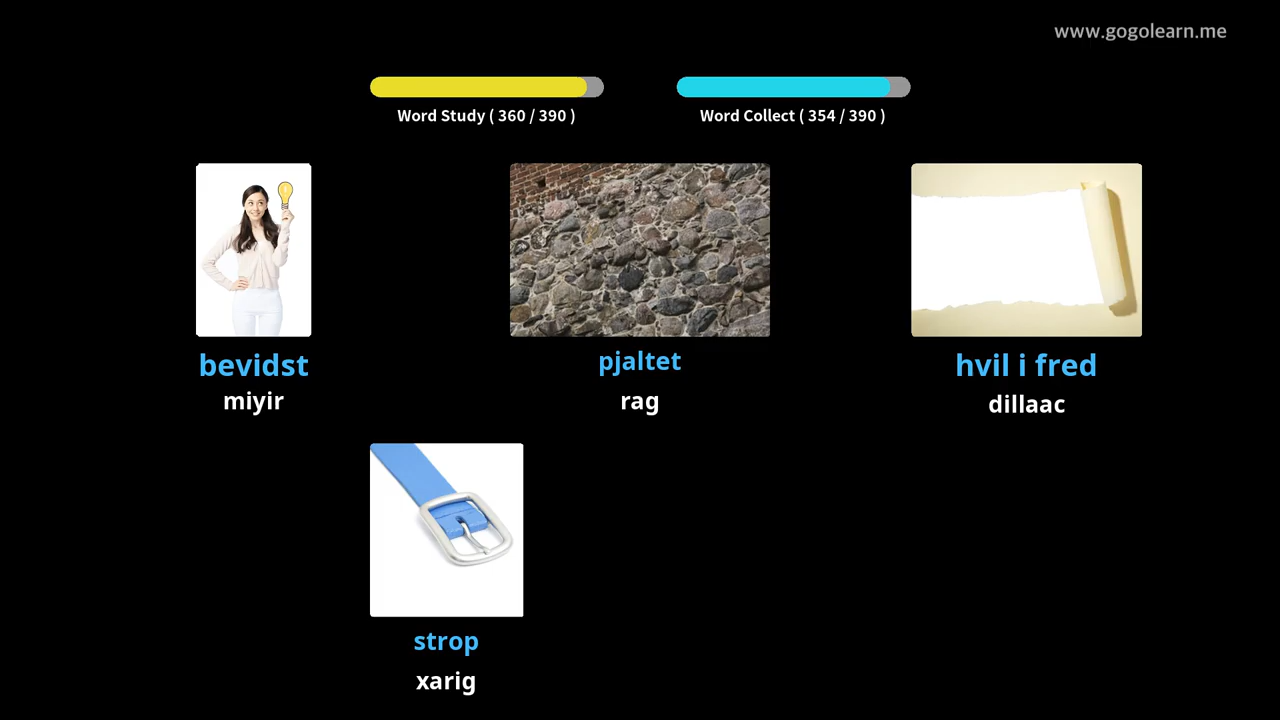 www.gogolearn.me
Word Study ( 360 / 390 )
Word Collect ( 354 / 390 )
bevidst
miyir
pjaltet
rag
hvil i fred
dillaac
strop
xarig